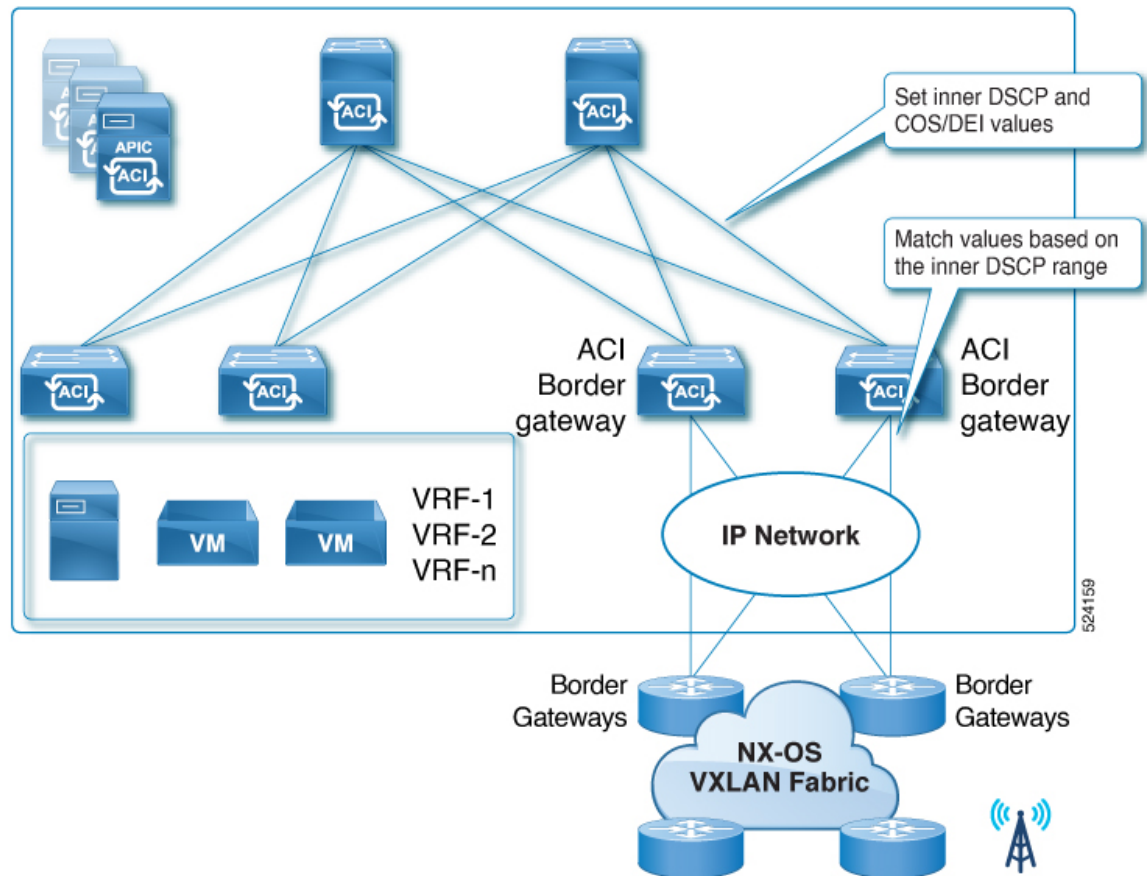 ACI
ACI
Set inner DSCP and
COS/DEI values
APIC
ACI
Match values based on
the inner DSCP range
ACI
ACI
ACI
Border
gateway
ACI
ACI
ACI
Border
gateway
VM
VM
VRF-1
VRF-2
VRF-n
IP Network
524159
Border
Gateways
Border
Gateways
NX-OS
VXLAN Fabric